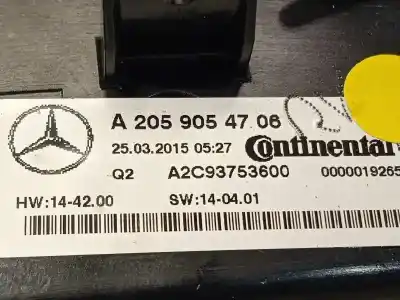 A 205 905 47 06
25.03.2015 05:27 Continental
Q2 A2C93753600 0000019265
HW:14-42.00 SW:14-04.01